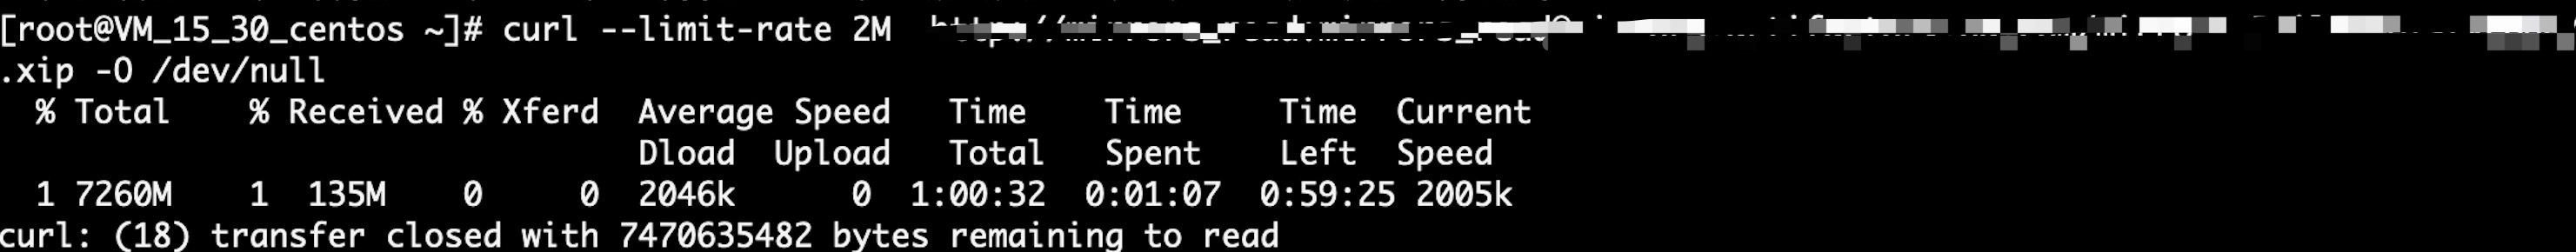 [root@VM_15_30_centos ~]# curl --limit-rate 2M
.xip -O /dev/null
% Total % Received % Xferd Average Speed Time Time Time Current
Dload Upload Total Spent Left Speed
1 7260M 1 135M 0 0 2046k 0 1:00:32 0:01:07 0:59:25 2005k
curl: (18) transfer closed with 7470635482 bytes remaining to read